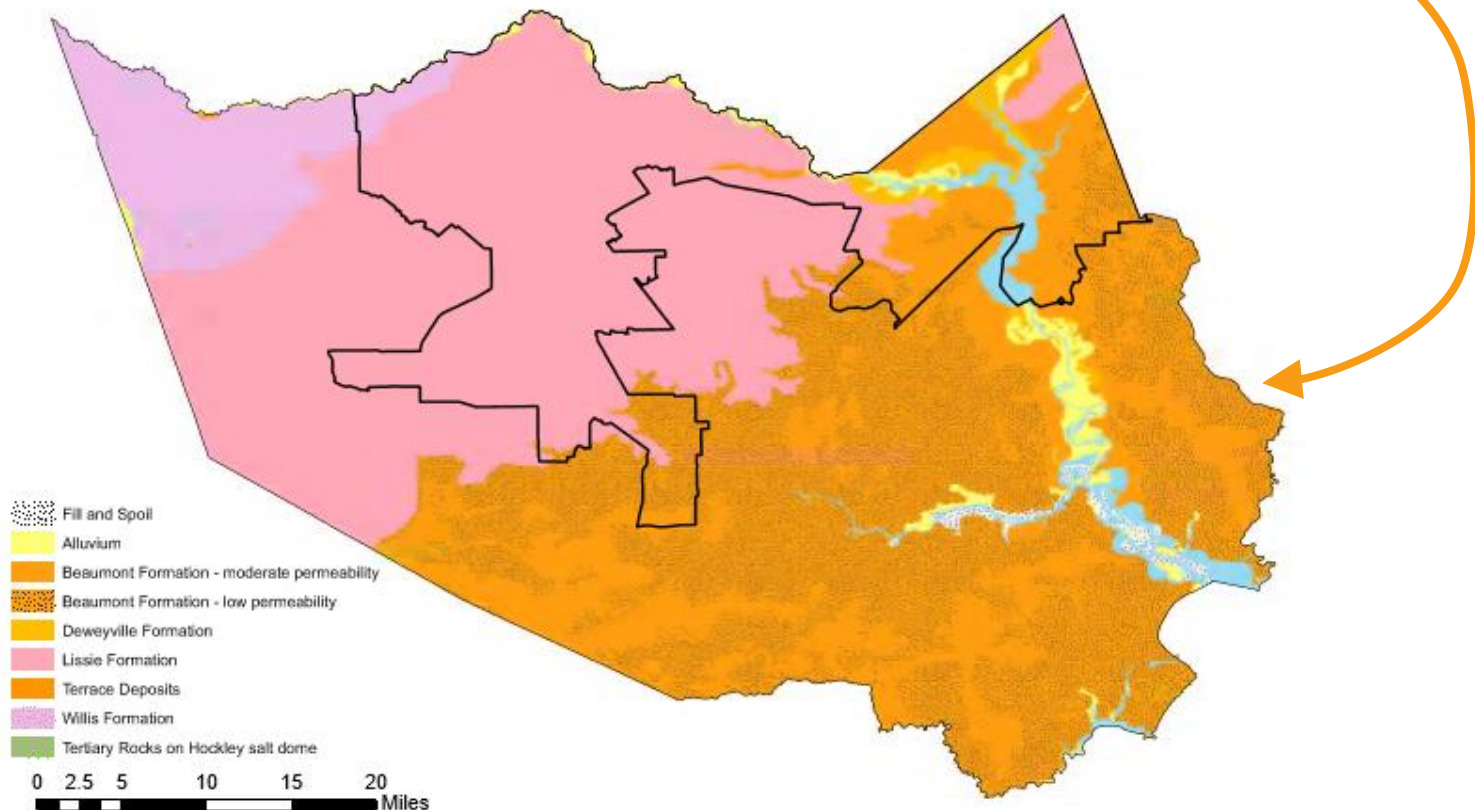 Fill and Spoil
Alluvium
Beaumont Formation - moderate permeability
Beaumont Formation - low permeability
Deweyville Formation
Lissie Formation
Terrace Deposits
Willis Formation
Tertiary Rocks on Hockley salt dome
0 2.5 5 10 15 20
Miles